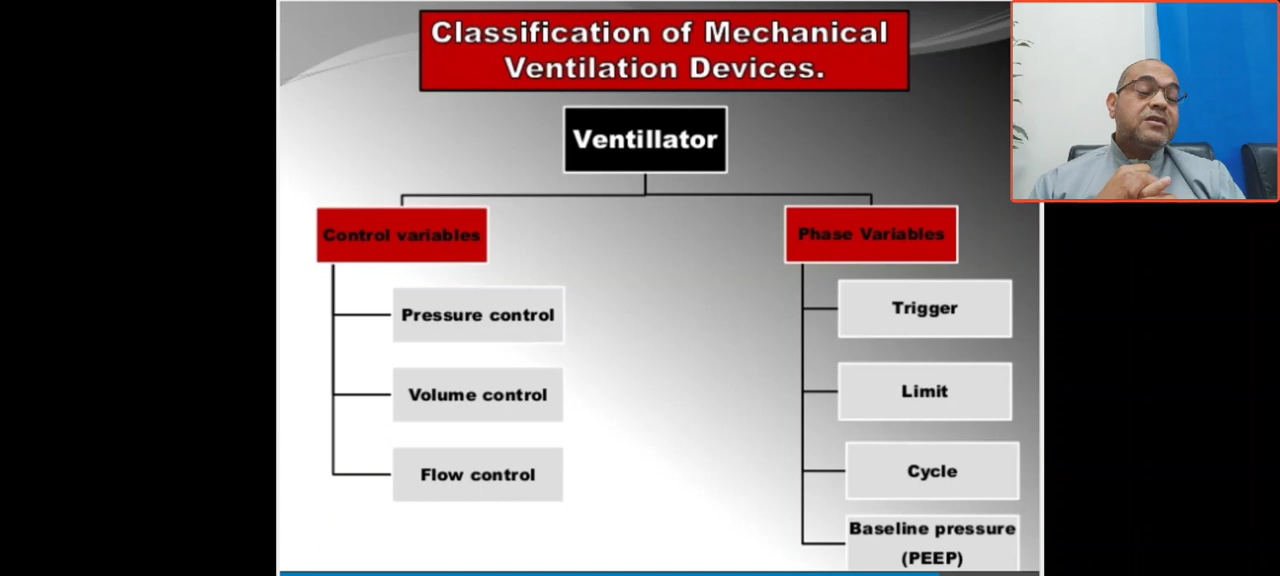 Classification of Mechanical
Ventilation Devices.
Ventillator
Control variables
Pressure control
Volume control
Flow control
Phase Variables
Trigger
Limit
Cycle
Baseline pressure
(PEEP)